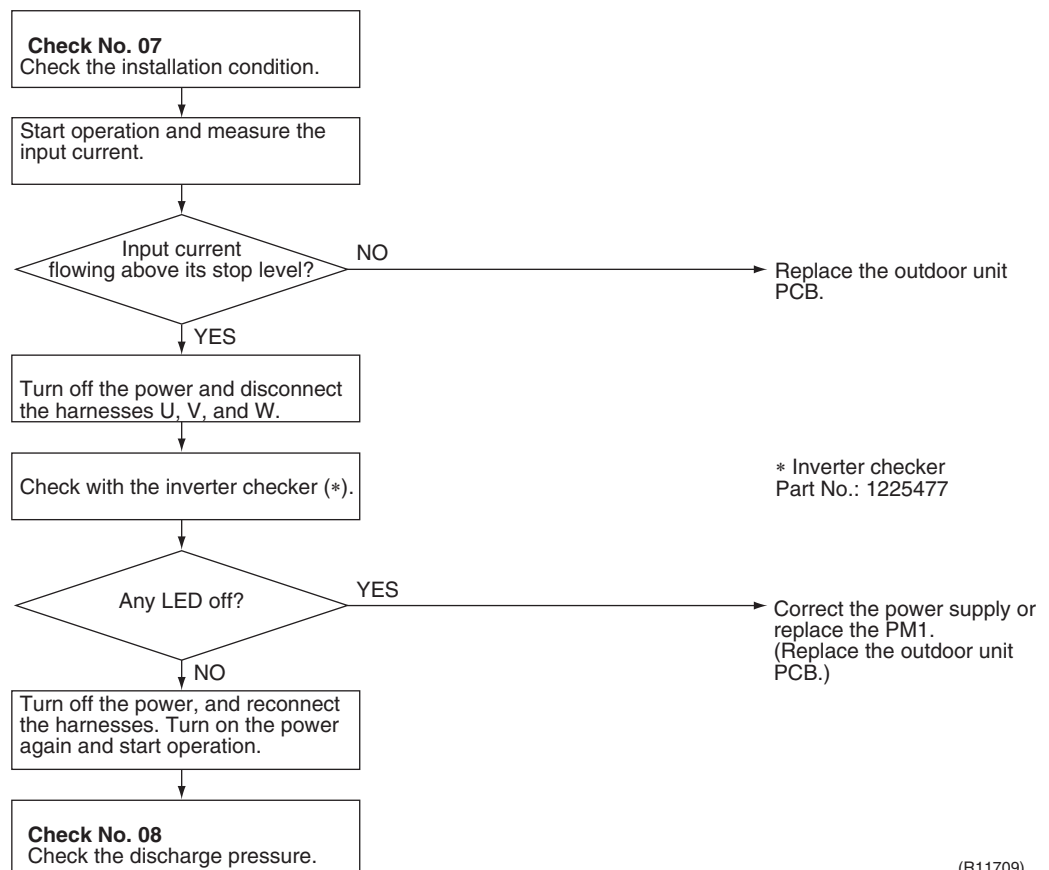 Check No. 07
Check the installation condition.
Start operation and measure the
input current.
Input current
flowing above its stop level?
NO
Replace the outdoor unit
PCB.
YES
Turn off the power and disconnect
the harnesses U, V, and W.
Check with the inverter checker (∗).
∗ Inverter checker
Part No.: 1225477
Any LED off?
YES
Correct the power supply or
replace the PM1.
(Replace the outdoor unit
PCB.)
NO
Turn off the power, and reconnect
the harnesses. Turn on the power
again and start operation.
Check No. 08
Check the discharge pressure.
(R11709)